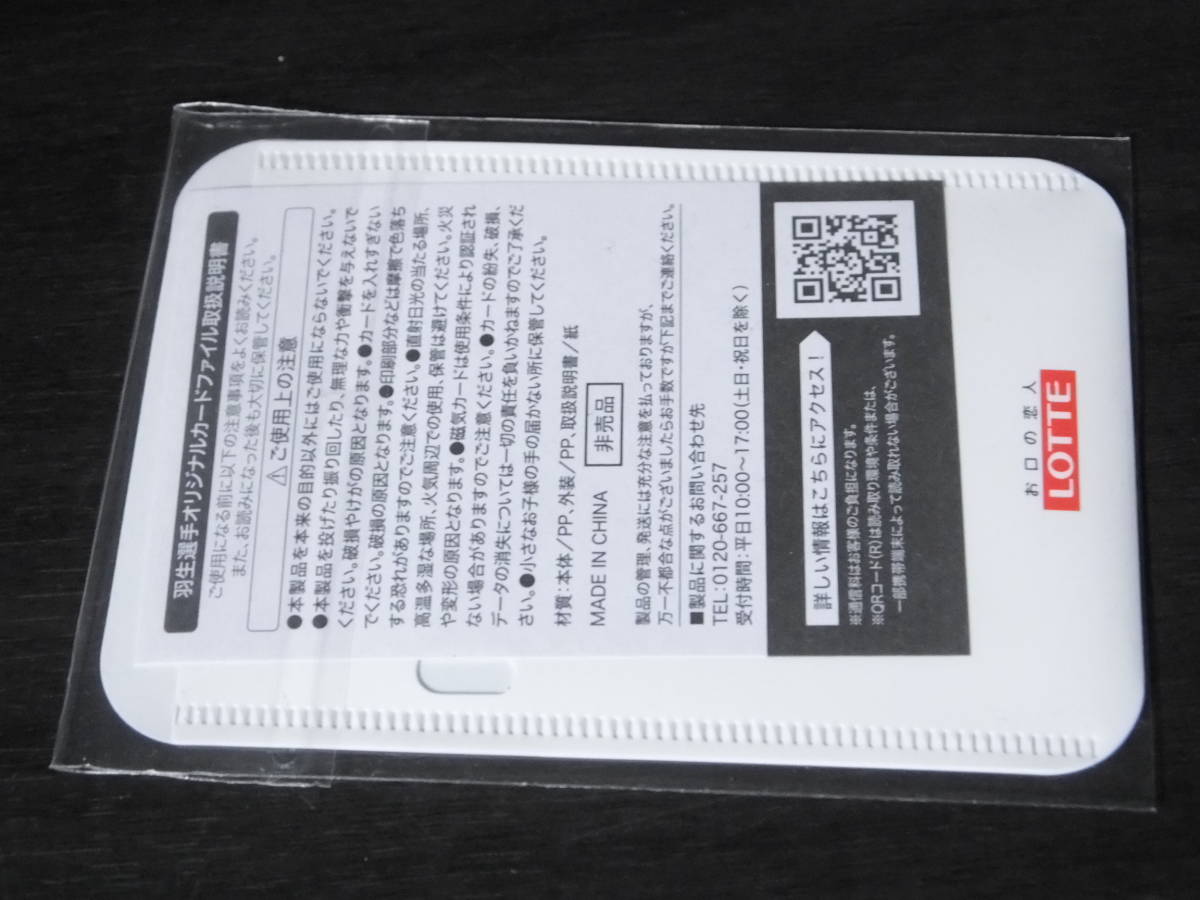 羽生選手オリジナルカードファイル取扱説明書
ご使用になる前に以下の注意事項をよくお読みください。
また、お読みになった後も大切に保管してください。
⚠ご使用上の注意
●本製品を本来の目的以外にはご使用にならないでください。
●本製品を投げたり振り回したり、無理な力や衝撃を与えないで
ください。破損やけがの原因となります。●カードを入れすぎない
でください。破損の原因となります。●印刷部分などは摩擦で色落ち
する恐れがありますのでご注意ください。●直射日光の当たる場所、
高温多湿な場所、火気周辺での使用、保管は避けてください。火災
や変形の原因となります。●磁気カードは使用条件により認証され
ない場合がありますのでご注意ください。●カードの紛失、破損、
データの消失については一切の責任を負いかねますのでご了承くだ
さい。●小さなお子様の手の届かない所に保管してください。
材質：本体／PP、外装／PP、取扱説明書／紙
MADE IN CHINA 非売品
製品の管理、発送には充分な注意を払っておりますが、
万一不都合な点がございましたらお手数ですが下記までご連絡ください。
■製品に関するお問い合わせ先
TEL:0120-667-257
受付時間：平日10:00～17:00（土日・祝日を除く）
詳しい情報はこちらにアクセス！
※通信料はお客様のご負担になります。
※QRコード(R)は読み取り環境や条件または、
一部携帯端末によって読み取れない場合がございます。
お口の恋人
LOTTE